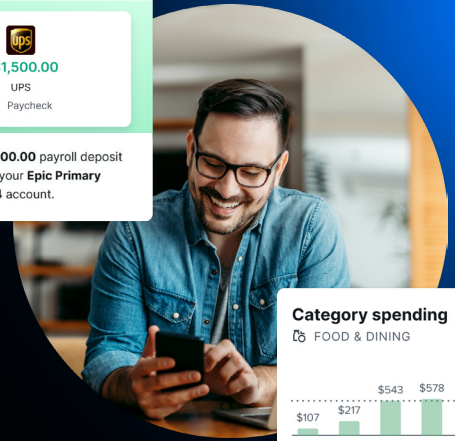 ups
1,500.00
UPS
Paycheck
00.00 payroll deposit
your Epic Primary
account.
Category spending
FOOD & DINING
$543 $578
$217
$107